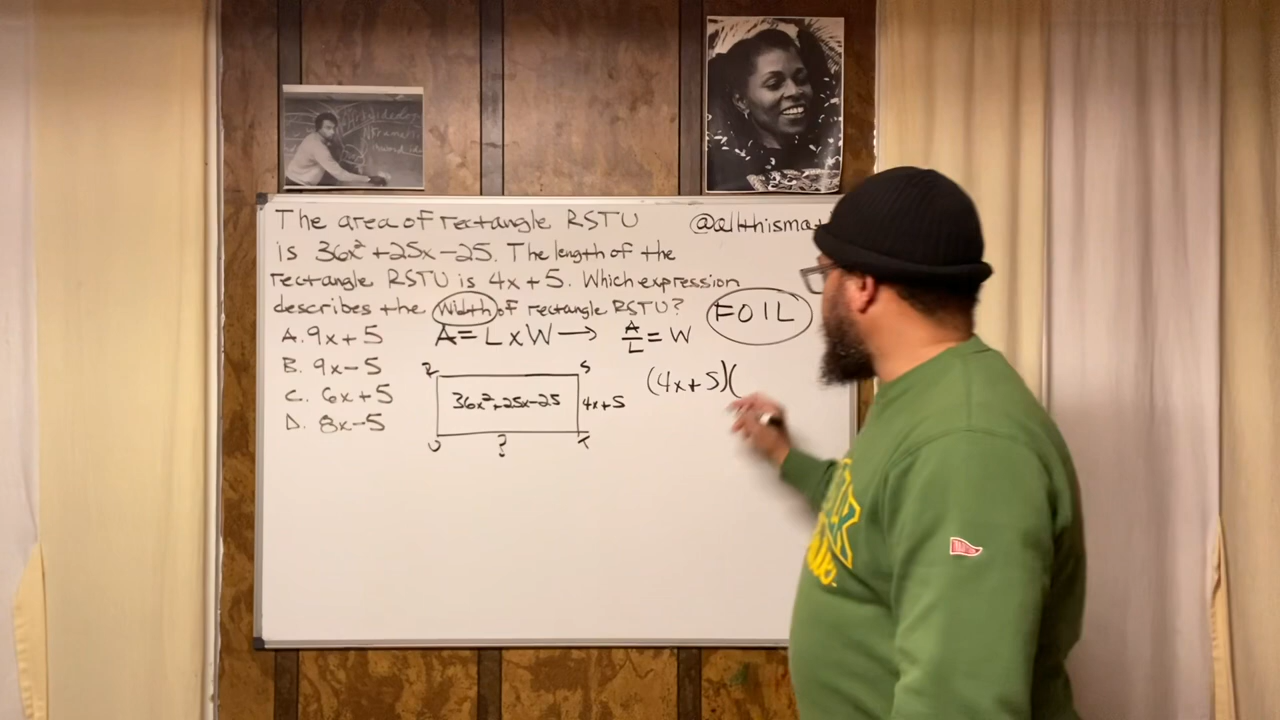 The area of rectangle RSTU
@allthisma
is 36x² + 25x - 25. The length of the
rectangle RSTU is 4x + 5. Which expression
describes the width of rectangle RSTU?
FOIL
A. 9x + 5
A = L x W → A/L = W
B. 9x - 5
R S
(4x + 5)(
C. 6x + 5
36x² + 25x - 25
4x + 5
D. 8x - 5
U ? T